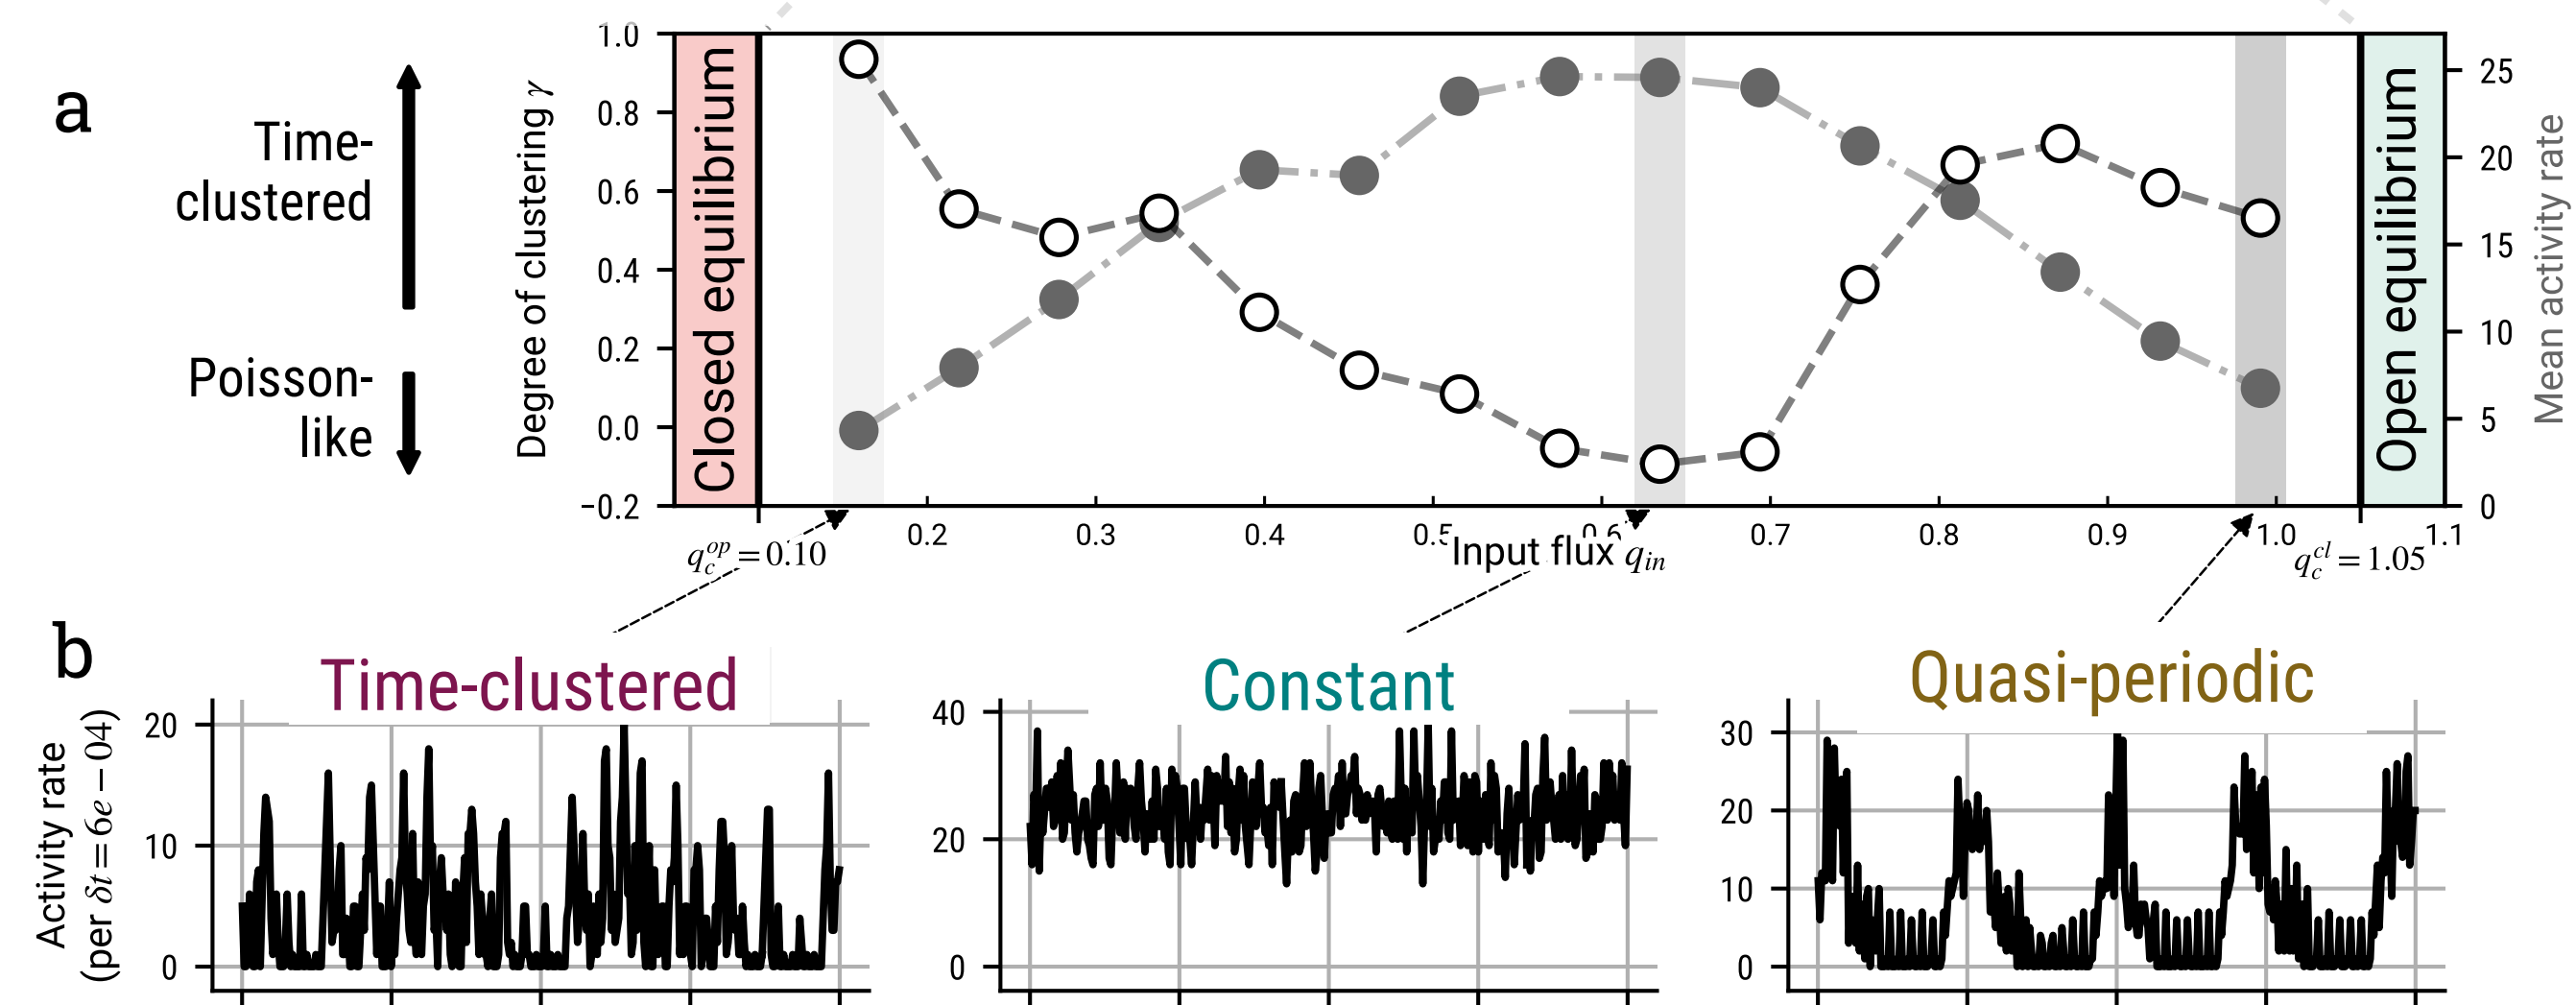 a
Time-
clustered
Poisson-
like
Degree of clustering γ
1.0
0.8
0.6
0.4
0.2
0.0
−0.2
Closed equilibrium
Open equilibrium
25
20
15
10
5
0
Mean activity rate
0.2
0.3
0.4
0.5
0.6
0.7
0.8
0.9
1.0
1.1
q_c^{op} = 0.10
Input flux q_{in}
q_c^{cl} = 1.05
b
Time-clustered
Constant
Quasi-periodic
Activity rate
(per δt = 6e − 04)
20
10
0
40
20
0
30
20
10
0